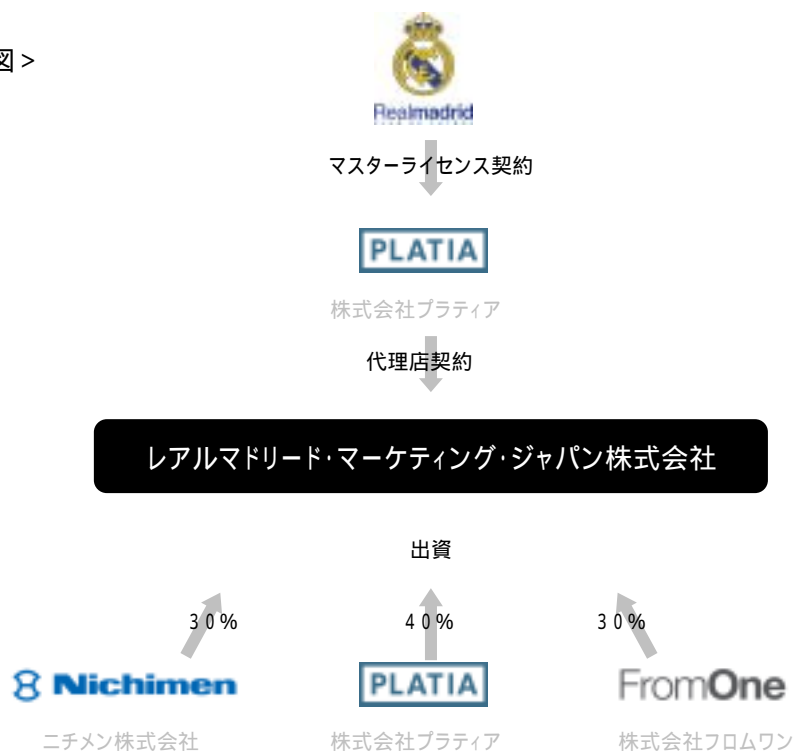 図>
Realmadrid
マスターライセンス契約
PLATIA
株式会社プラティア
代理店契約
レアルマドリード・マーケティング・ジャパン株式会社
出資
30% 40% 30%
Nichimen PLATIA FromOne
ニチメン株式会社 株式会社プラティア 株式会社フロムワン